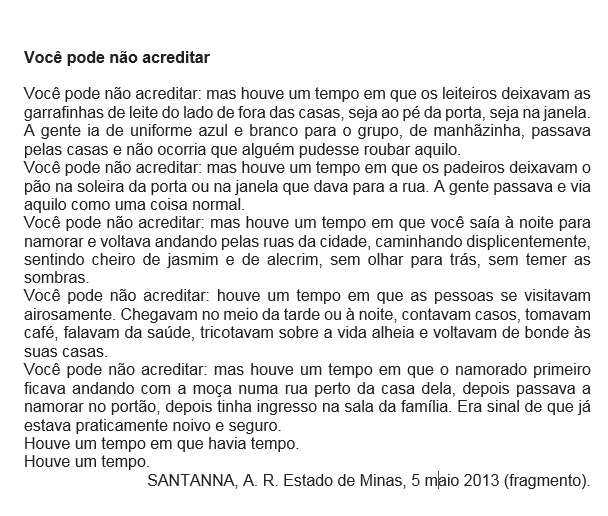 Você pode não acreditar
Você pode não acreditar: mas houve um tempo em que os leiteiros deixavam as
garrafinhas de leite do lado de fora das casas, seja ao pé da porta, seja na janela.
A gente ia de uniforme azul e branco para o grupo, de manhãzinha, passava
pelas casas e não ocorria que alguém pudesse roubar aquilo.
Você pode não acreditar: mas houve um tempo em que os padeiros deixavam o
pão na soleira da porta ou na janela que dava para a rua. A gente passava e via
aquilo como uma coisa normal.
Você pode não acreditar: mas houve um tempo em que você saía à noite para
namorar e voltava andando pelas ruas da cidade, caminhando displicentemente,
sentindo cheiro de jasmim e de alecrim, sem olhar para trás, sem temer as
sombras.
Você pode não acreditar: houve um tempo em que as pessoas se visitavam
airosamente. Chegavam no meio da tarde ou à noite, contavam casos, tomavam
café, falavam da saúde, tricotavam sobre a vida alheia e voltavam de bonde às
suas casas.
Você pode não acreditar: mas houve um tempo em que o namorado primeiro
ficava andando com a moça numa rua perto da casa dela, depois passava a
namorar no portão, depois tinha ingresso na sala da família. Era sinal de que já
estava praticamente noivo e seguro.
Houve um tempo em que havia tempo.
Houve um tempo.
SANTANNA, A. R. Estado de Minas, 5 maio 2013 (fragmento).